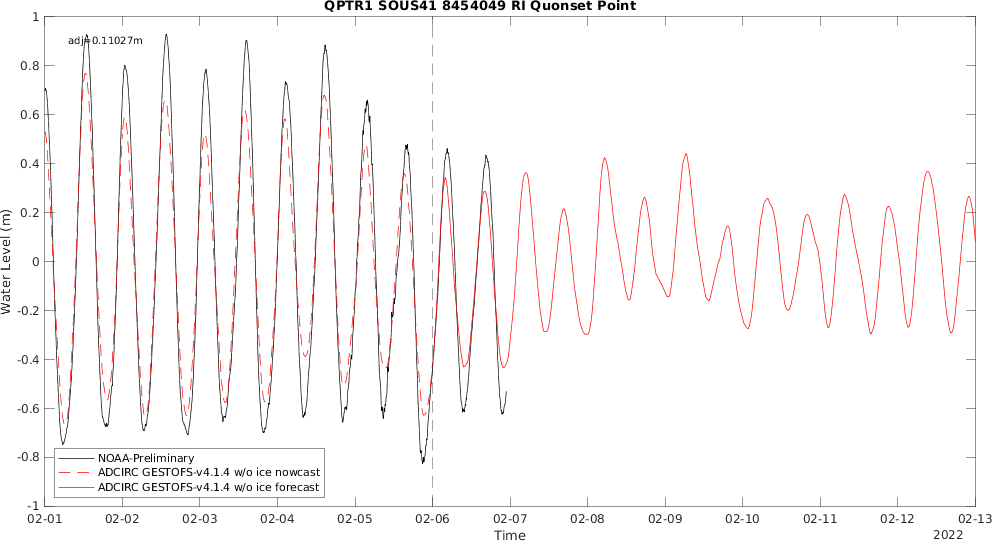 QPTR1 SOUS41 8454049 RI Quonset Point
adj=0.11027m
Water Level (m)
1
0.8
0.6
0.4
0.2
0
-0.2
-0.4
-0.6
-0.8
-1
NOAA-Preliminary
ADCIRC GESTOFS-v4.1.4 w/o ice nowcast
ADCIRC GESTOFS-v4.1.4 w/o ice forecast
02-01 02-02 02-03 02-04 02-05 02-06 02-07 02-08 02-09 02-10 02-11 02-12 02-13
Time
2022